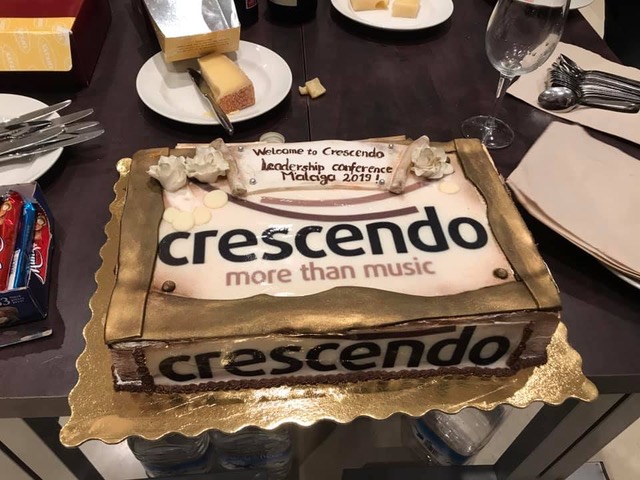 Welcome to Crescendo
Leadership conference
Malaga 2019!
crescendo
more than music
crescendo